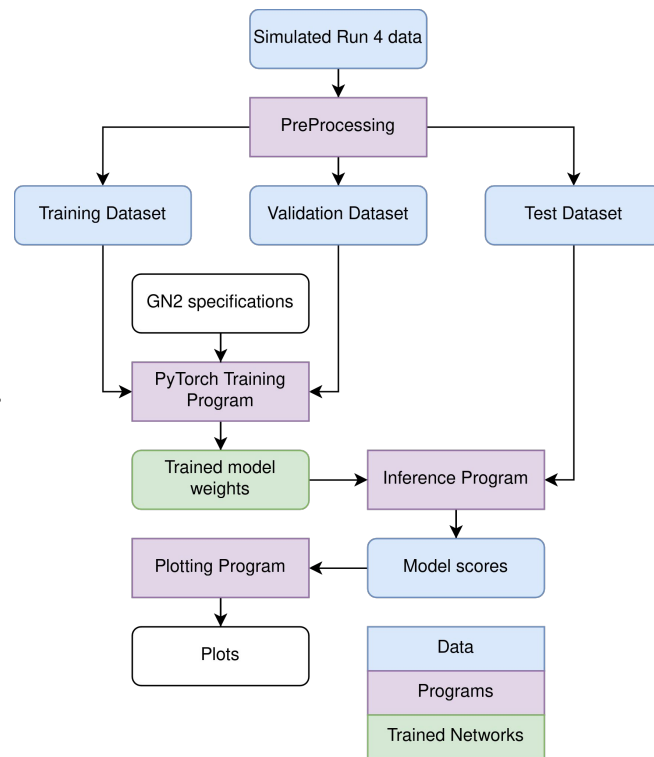 Simulated Run 4 data
PreProcessing
Training Dataset
Validation Dataset
Test Dataset
GN2 specifications
PyTorch Training
Program
Trained model
weights
Inference Program
Plotting Program
Model scores
Plots
Data
Programs
Trained Networks